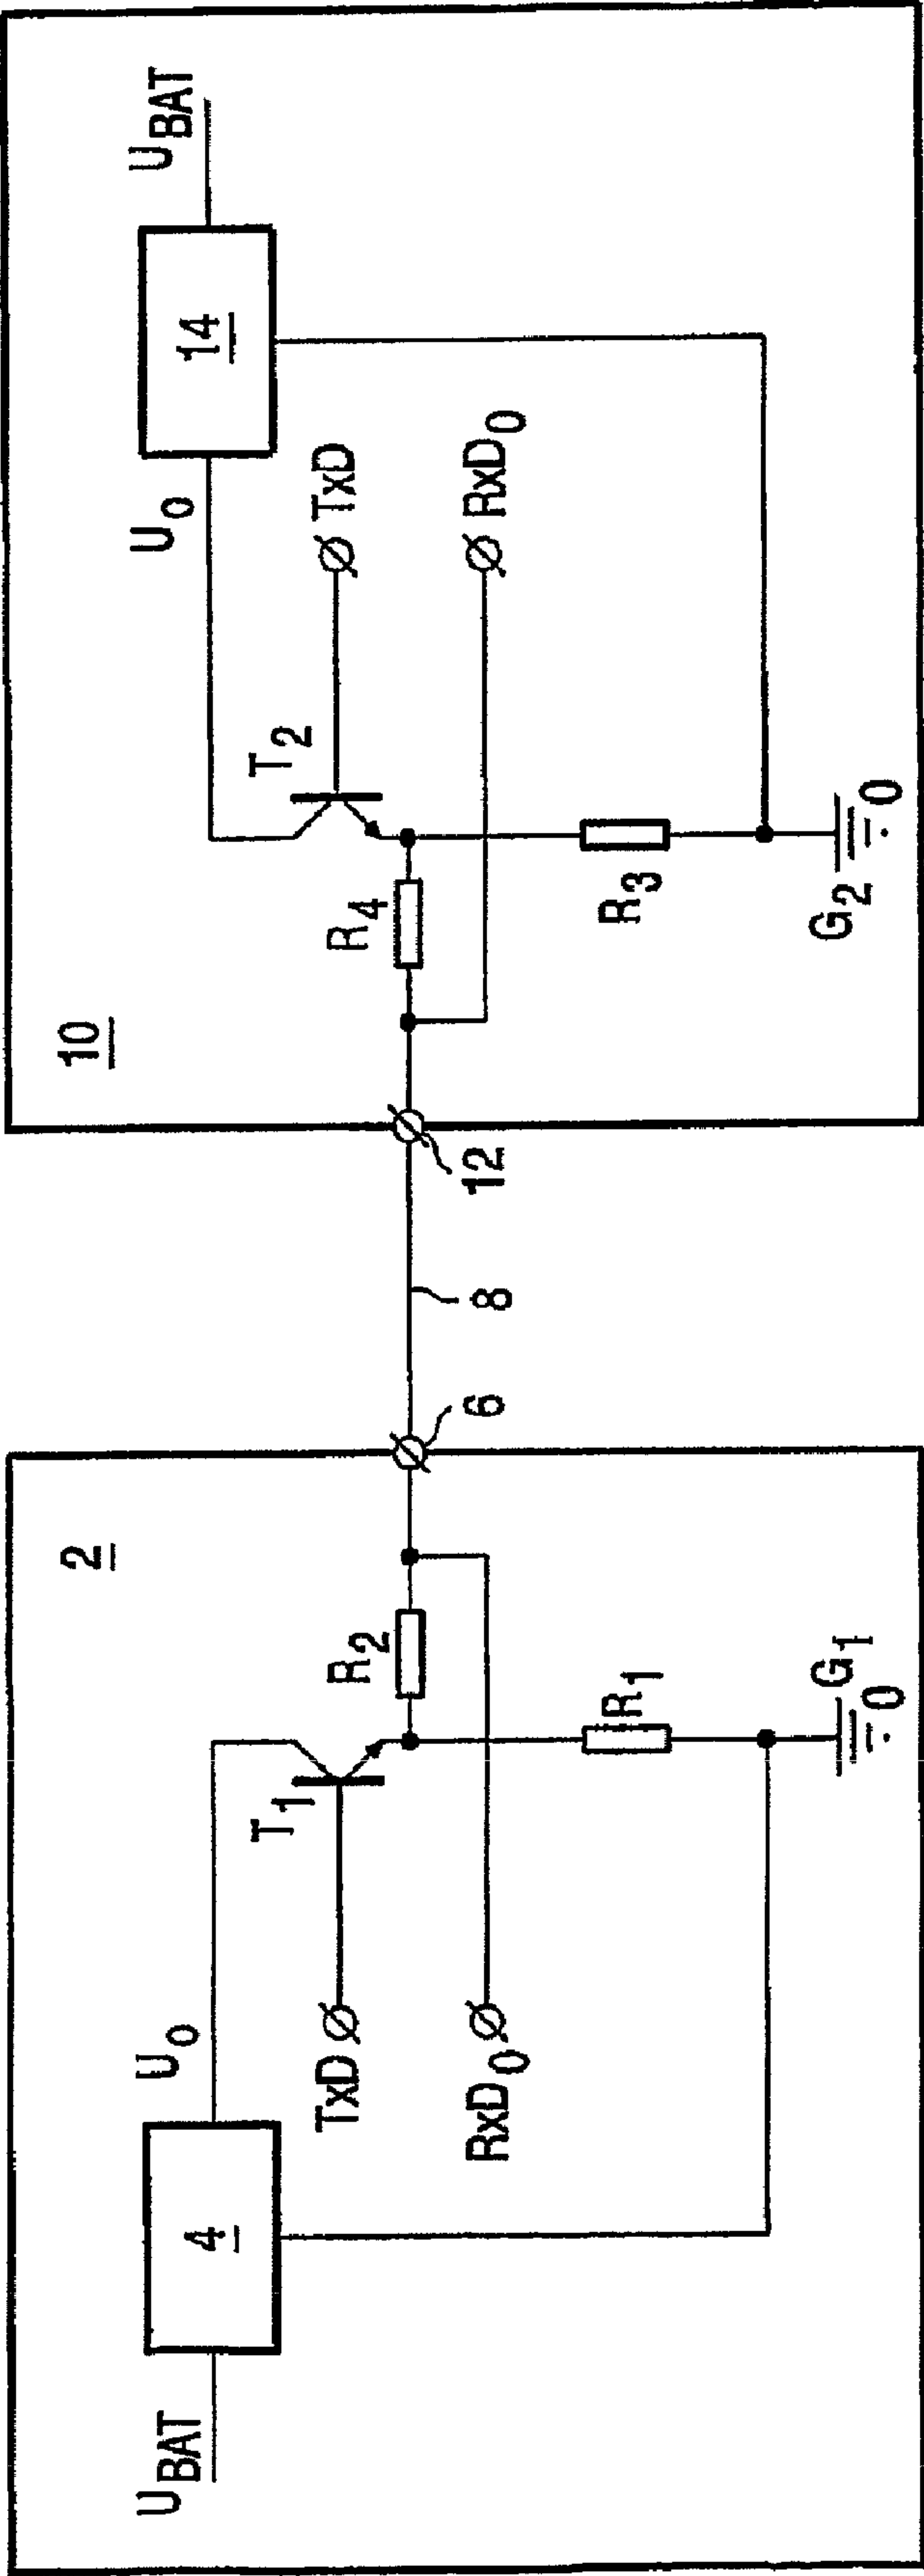 2
U_BAT
4
U_0
T_1
TxD
RxD_0
R_2
R_1
G_1
0
6
8
12
10
R_4
T_2
U_0
14
U_BAT
TxD
RxD_0
R_3
G_2
0